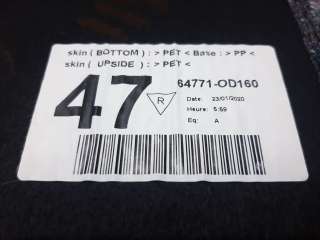 skin ( BOTTOM ) : > PET < Base : > PP <
skin ( UPSIDE ) : > PET <
47
R
64771-OD160
Date: 23/01/2020
Heure: 5:59
Eq: A